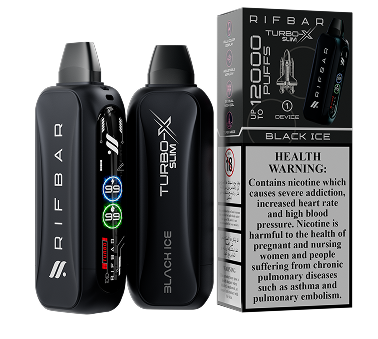 RIFBAR
99
99
TURBO
TURBO-X
SLIM
BLACK ICE
RIFBAR
TURBO-X
SLIM
UP TO 12000
PUFFS
1
DEVICE
BLACK ICE
18
HEALTH
WARNING:
Contains nicotine which
causes severe addiction,
increased heart rate
and high blood
pressure. Nicotine is
harmful to the health of
pregnant and nursing
women and people
suffering from chronic
pulmonary diseases
such as asthma and
pulmonary embolism.
RIFBAR